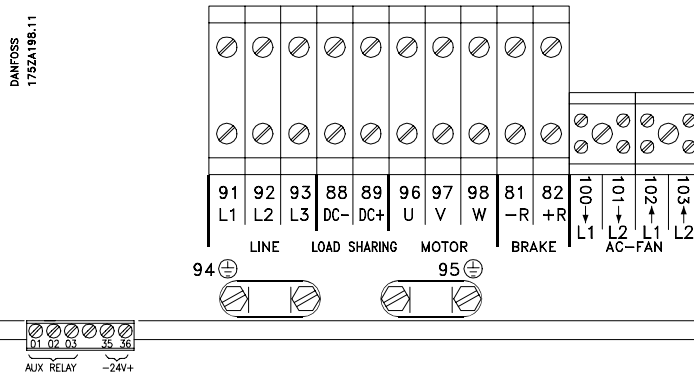 DANFOSS
175ZA198.11
91 92 93 88 89 96 97 98 81 82
L1 L2 L3 DC- DC+ U V W -R +R
100→ 101→ 102← 103←
L1 L2 L1 L2
LINE LOAD SHARING MOTOR BRAKE AC-FAN
94 95
01 02 03 35 36
AUX RELAY -24V+